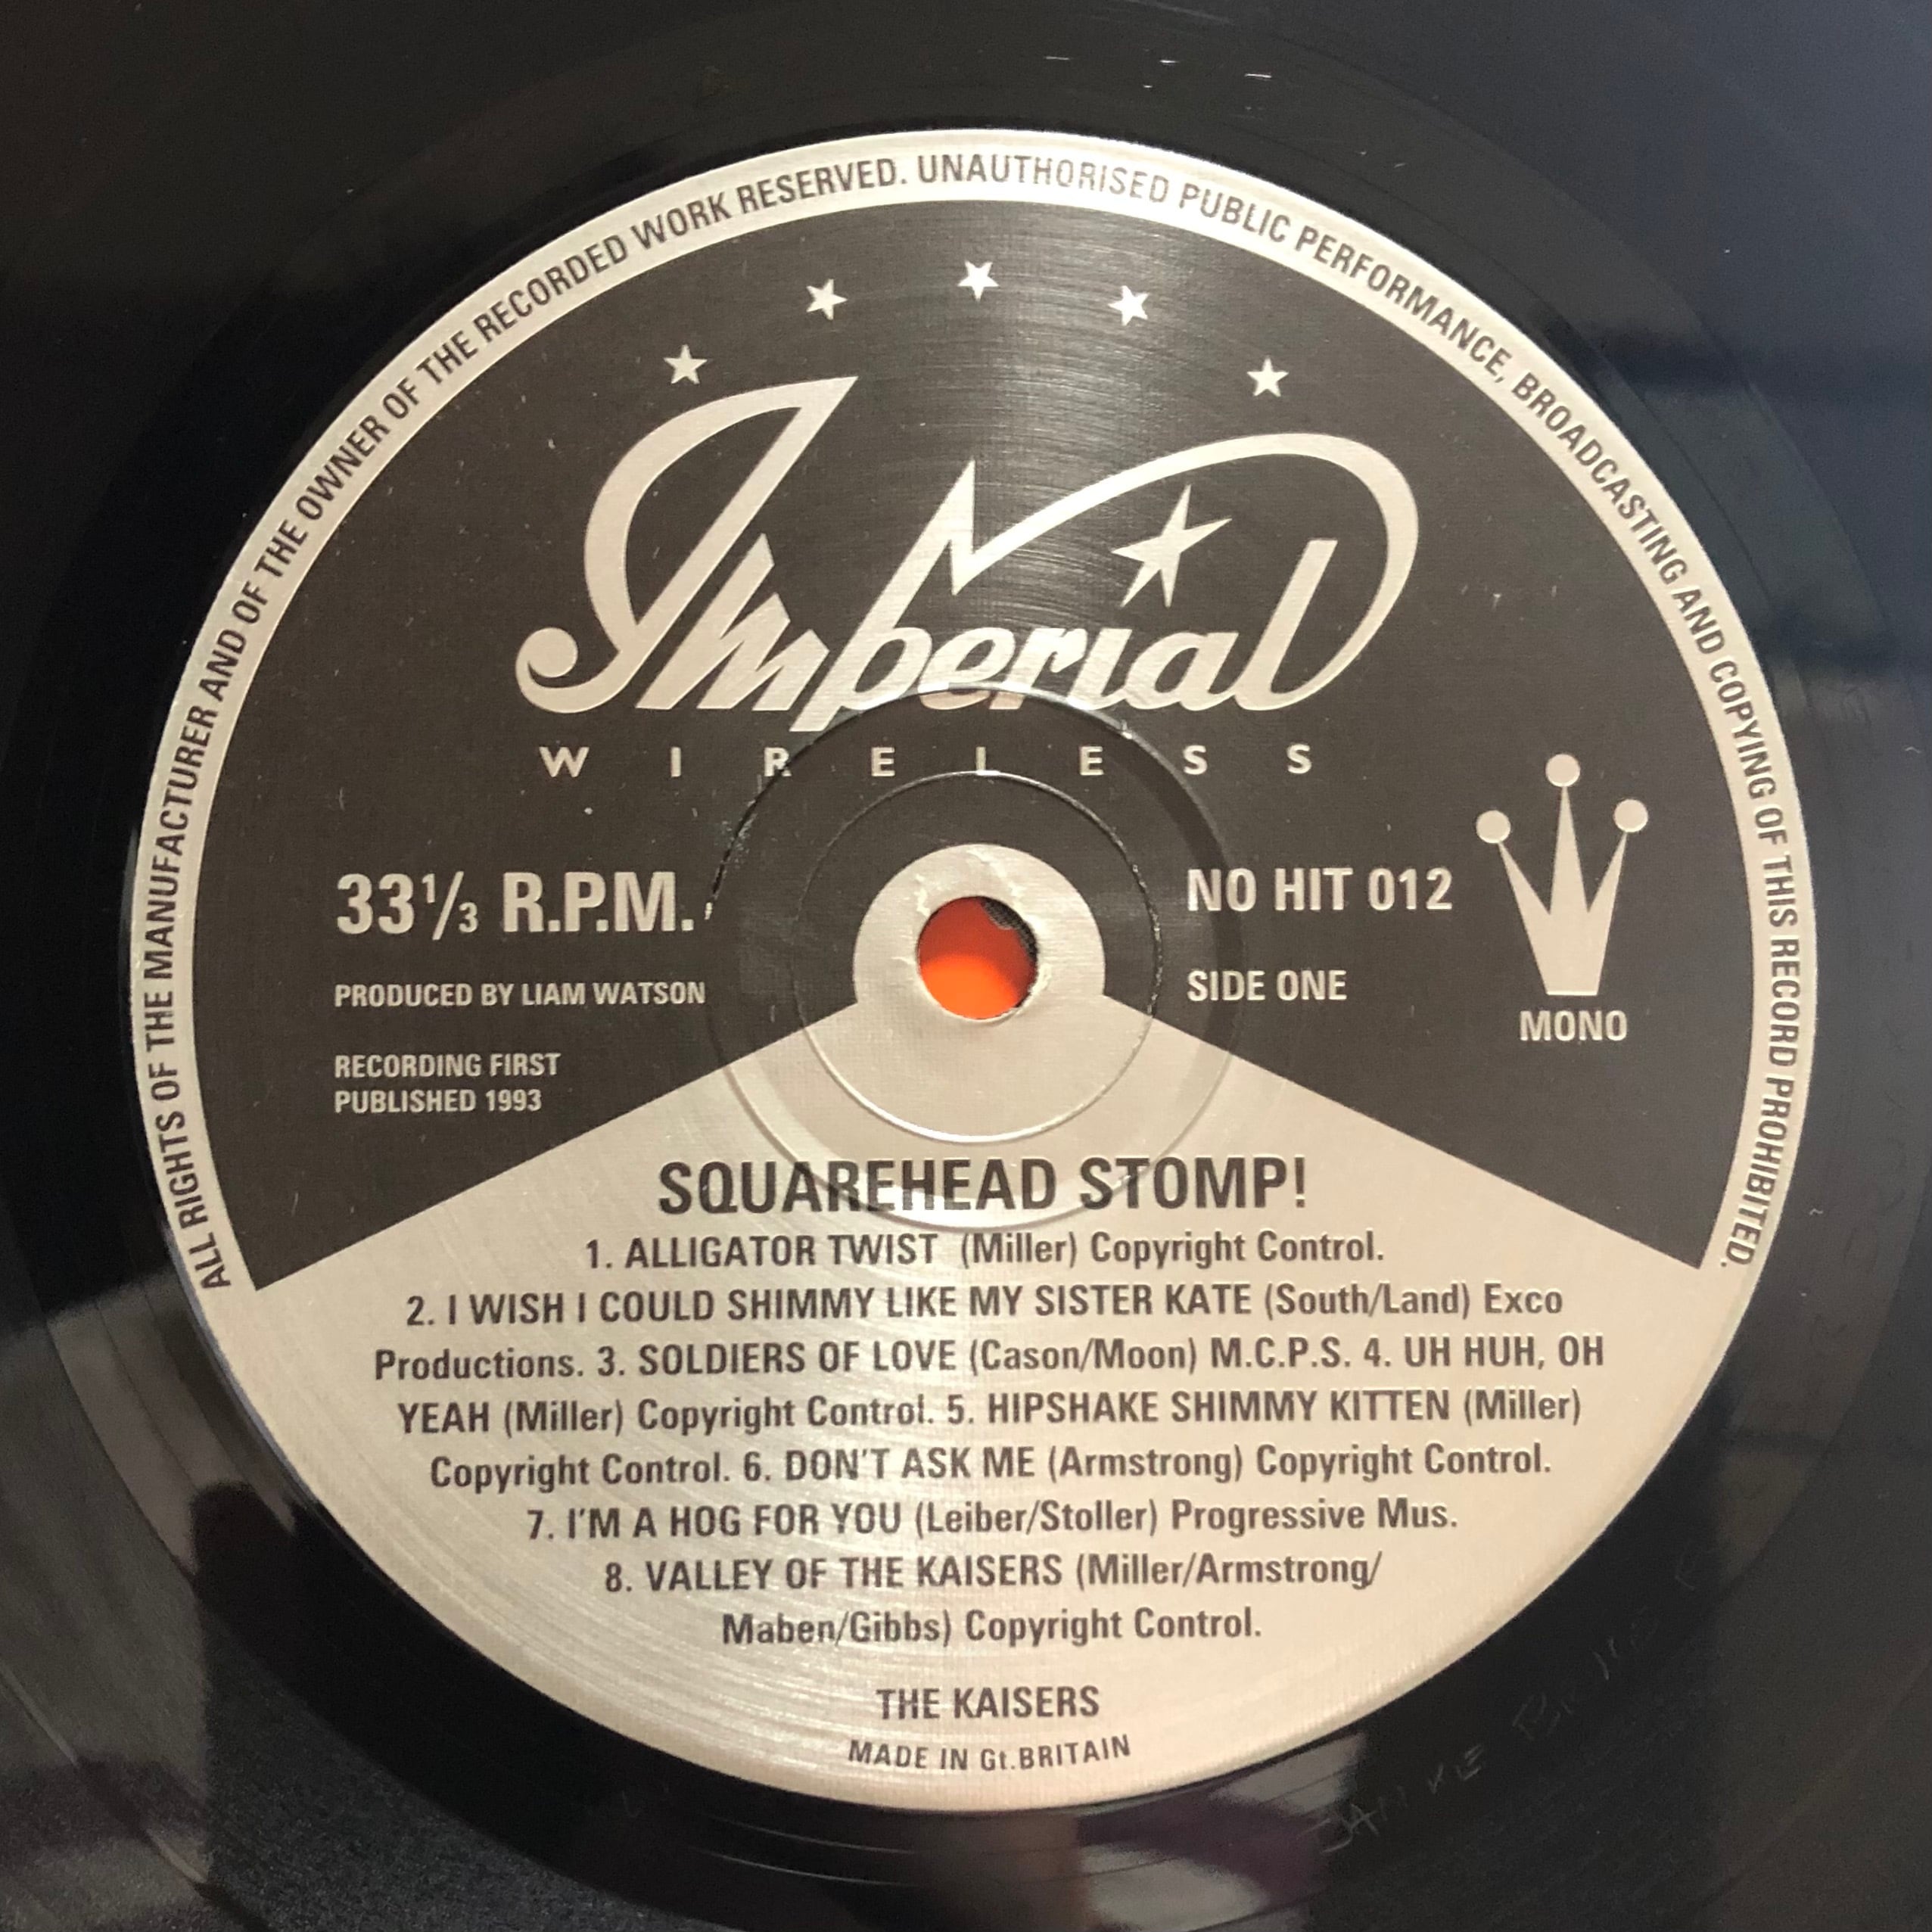 ALL RIGHTS OF THE MANUFACTURER AND OF THE OWNER OF THE RECORDED WORK RESERVED. UNAUTHORISED PUBLIC PERFORMANCE, BROADCASTING AND COPYING OF THIS RECORD PROHIBITED.
Imperial
WIRELESS
33⅓ R.P.M.
PRODUCED BY LIAM WATSON
RECORDING FIRST
PUBLISHED 1993
NO HIT 012
SIDE ONE
MONO
SQUAREHEAD STOMP!
1. ALLIGATOR TWIST (Miller) Copyright Control.
2. I WISH I COULD SHIMMY LIKE MY SISTER KATE (South/Land) Exco
Productions. 3. SOLDIERS OF LOVE (Cason/Moon) M.C.P.S. 4. UH HUH, OH
YEAH (Miller) Copyright Control. 5. HIPSHAKE SHIMMY KITTEN (Miller)
Copyright Control. 6. DON'T ASK ME (Armstrong) Copyright Control.
7. I'M A HOG FOR YOU (Leiber/Stoller) Progressive Mus.
8. VALLEY OF THE KAISERS (Miller/Armstrong/
Maben/Gibbs) Copyright Control.
THE KAISERS
MADE IN Gt.BRITAIN